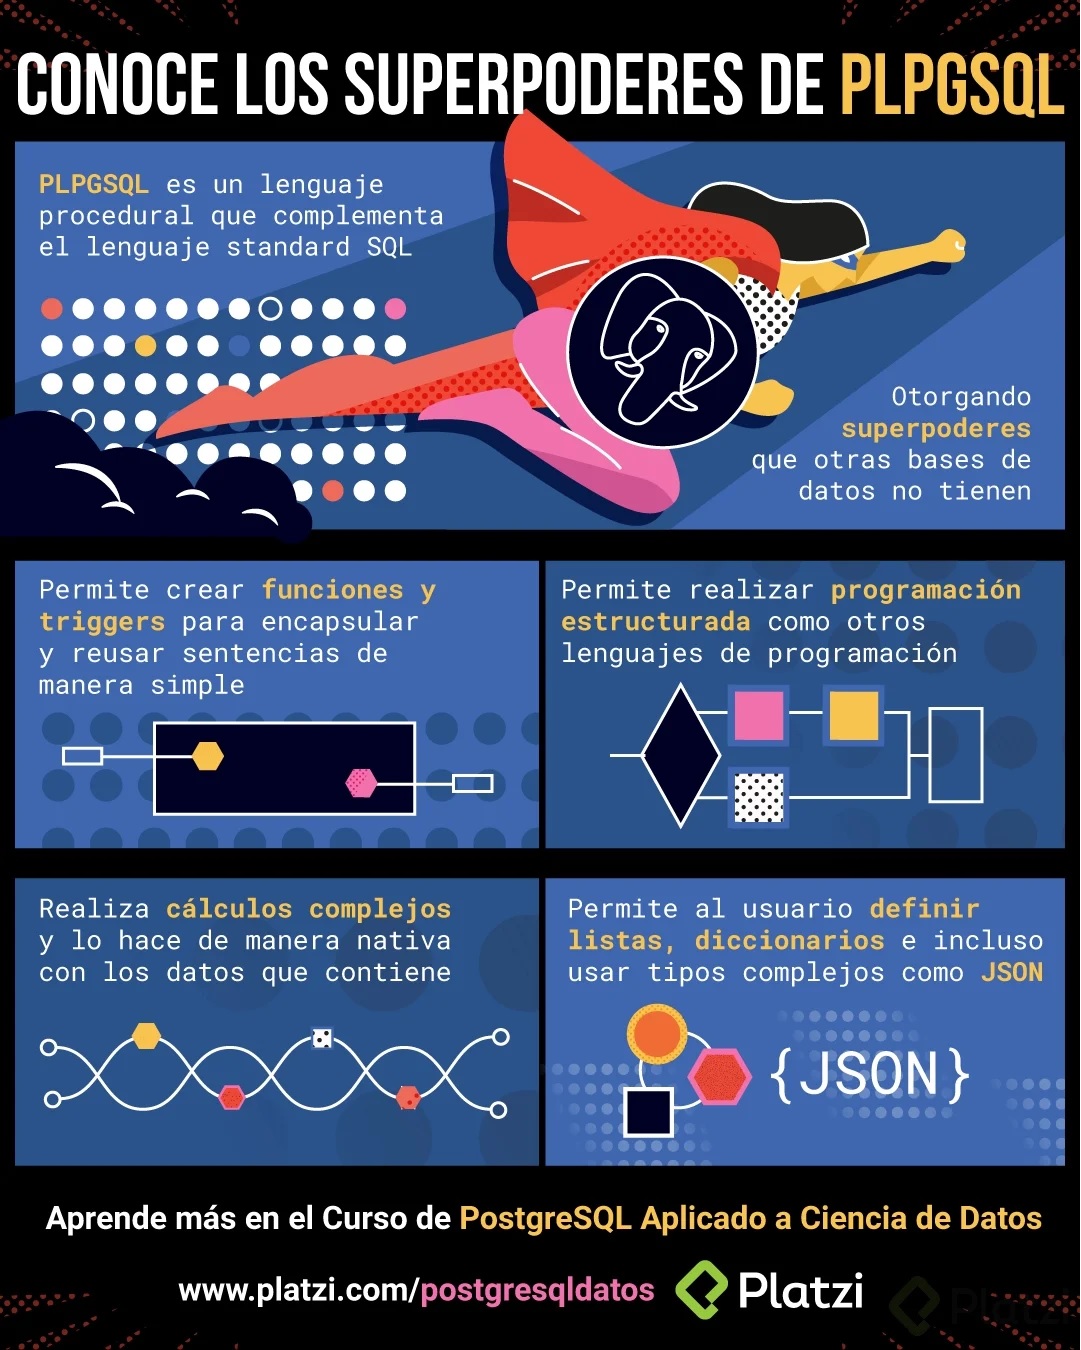 CONOCE LOS SUPERPODERES DE PLPGSQL
PLPGSQL es un lenguaje
procedural que complementa
el lenguaje standard SQL
Otorgando
superpoderes
que otras bases de
datos no tienen
Permite crear funciones y
triggers para encapsular
y reusar sentencias de
manera simple
Permite realizar programación
estructurada como otros
lenguajes de programación
Realiza cálculos complejos
y lo hace de manera nativa
con los datos que contiene
Permite al usuario definir
listas, diccionarios e incluso
usar tipos complejos como JSON
{JSON}
Aprende más en el Curso de PostgreSQL Aplicado a Ciencia de Datos
www.platzi.com/postgresqldatos
Platzi
Platzi